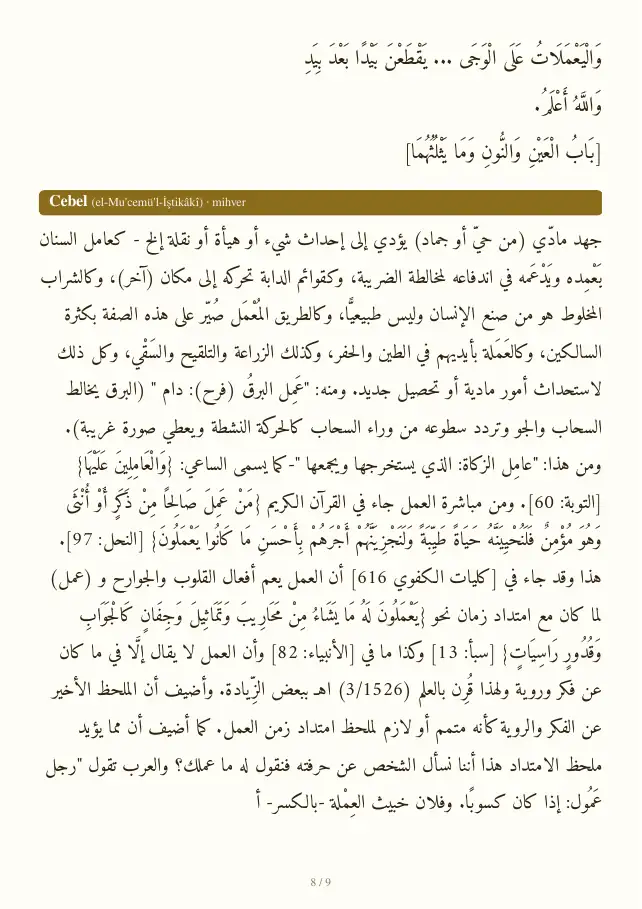 وَالْيَعْمَلَاتُ عَلَى الْوَجَى ... يَقْطَعْنَ بَيْدًا بَعْدَ بِيَدِ
وَاللَّهُ أَعْلَمُ.
[بَابُ الْعَيْنِ وَالنُّونِ وَمَا يَثْلُثُهُمَا]
Cebel (el-Mu'cemü'l-İştikâkî) · mihver
جهد مادّي (من حيّ أو جماد) يؤدي إلى إحداث شيء أو هيأة أو نقلة إلخ - كعامل السنان
يَعْمِده ويَدْعَمه في اندفاعه لمخالطة الضريبة، وكقوائم الدابة تحركه إلى مكان (آخر)، وكالشراب
المخلوط هو من صنع الإنسان وليس طبيعيًّا، وكالطريق المُعْمَل صُيّر على هذه الصفة بكثرة
السالكين، وكالعَمَلة بأيديهم في الطين والحفر، وكذلك الزراعة والتلقيح والسَقْي، وكل ذلك
لاستحداث أمور مادية أو تحصيل جديد. ومنه: "عَمِل البرقُ (فرح): دام " (البرق يخالط
السحاب والجو وتردد سطوعه من وراء السحاب كالحركة النشطة ويعطي صورة غريبة).
ومن هذا: "عامِل الزكاة: الذي يستخرجها ويجمعها "-كما يسمى الساعي: {وَالْعَامِلِينَ عَلَيْهَا}
[التوبة: 60]. ومن مباشرة العمل جاء في القرآن الكريم {مَنْ عَمِلَ صَالِحًا مِنْ ذَكَرٍ أَوْ أُنْثَى
وَهُوَ مُؤْمِنٌ فَلَنُحْيِيَنَّهُ حَيَاةً طَيِّبَةً وَلَنَجْزِيَنَّهُمْ أَجْرَهُمْ بِأَحْسَنِ مَا كَانُوا يَعْمَلُونَ} [النحل: 97].
هذا وقد جاء في [كليات الكفوي 616] أن العمل يعم أفعال القلوب والجوارح و (عمل)
لما كان مع امتداد زمان نحو {يَعْمَلُونَ لَهُ مَا يَشَاءُ مِنْ مَحَارِيبَ وَتَمَاثِيلَ وَجِفَانٍ كَالْجَوَابِ
وَقُدُورٍ رَاسِيَاتٍ} [سبأ: 13] وكذا ما في [الأنبياء: 82] وأن العمل لا يقال إلَّا في ما كان
عن فكر وروية ولهذا قُرِن بالعلم (3/1526) اهـ ببعض الزّيادة. وأضيف أن الملحظ الأخير
عن الفكر والروية كأنه متمم أو لازم لملحظ امتداد زمن العمل. كما أضيف أن مما يؤيد
ملحظ الامتداد هذا أننا نسأل الشخص عن حرفته فنقول له ما عملك؟ والعرب تقول "رجل
عَمُول: إذا كان كسوبًا. وفلان خبيث العِمْلة -بالكسر- أ
8 / 9